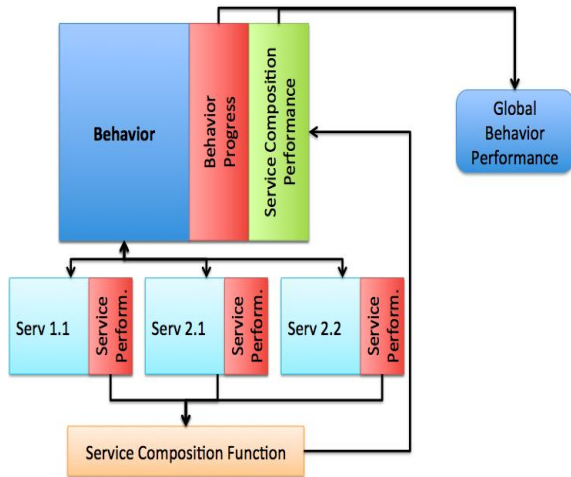 Behavior
Behavior
Progress
Service Composition
Performance
Global
Behavior
Performance
Serv 1.1
Service
Perform.
Serv 2.1
Service
Perform.
Serv 2.2
Service
Perform.
Service Composition Function